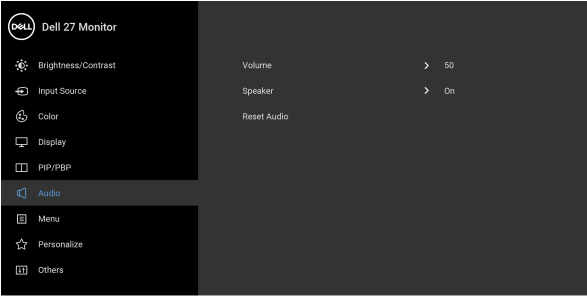 DELL Dell 27 Monitor
Brightness/Contrast
Input Source
Color
Display
PIP/PBP
Audio
Menu
Personalize
Others
Volume 50
Speaker On
Reset Audio